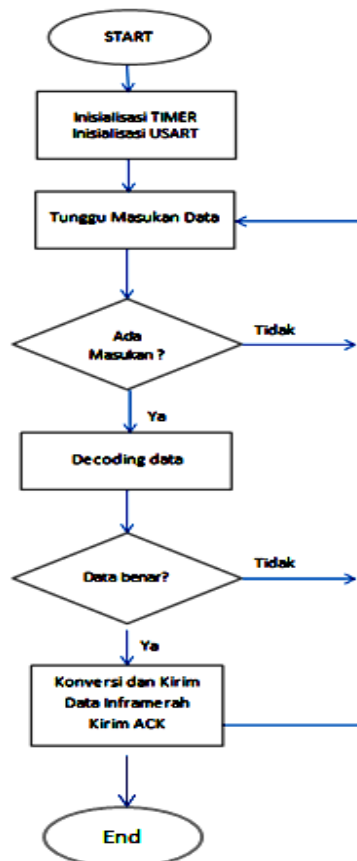 START
Inisialisasi TIMER
Inisialisasi USART
Tunggu Masukan Data
Ada
Masukan ?
Tidak
Ya
Decoding data
Data benar?
Tidak
Ya
Konversi dan Kirim
Data Inframerah
Kirim ACK
End